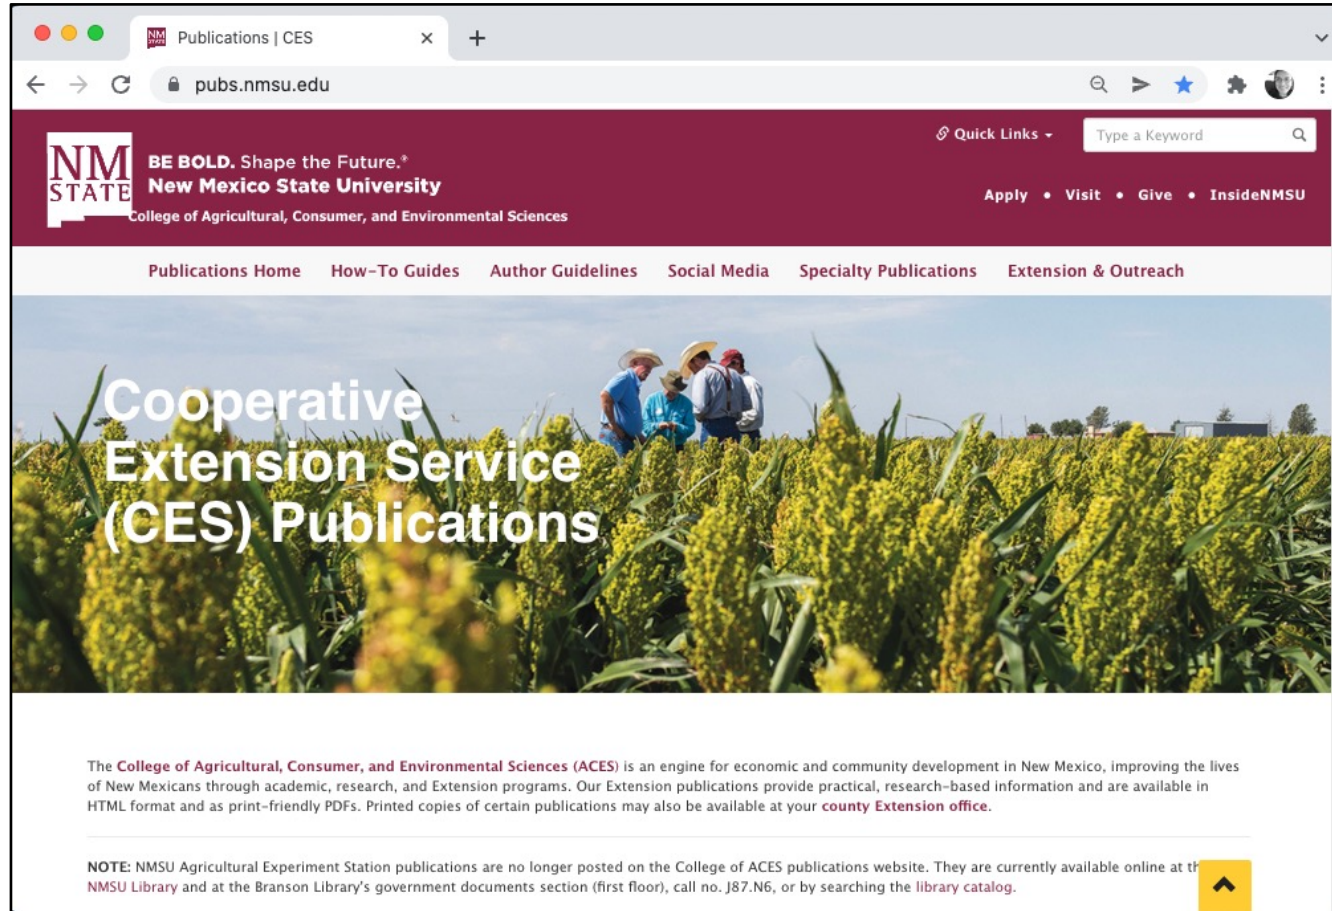 Publications | CES
pubs.nmsu.edu
Quick Links
Type a Keyword
NM
STATE
BE BOLD. Shape the Future.®
New Mexico State University
College of Agricultural, Consumer, and Environmental Sciences
Apply • Visit • Give • InsideNMSU
Publications Home How-To Guides Author Guidelines Social Media Specialty Publications Extension & Outreach
Cooperative
Extension Service
(CES) Publications
The College of Agricultural, Consumer, and Environmental Sciences (ACES) is an engine for economic and community development in New Mexico, improving the lives
of New Mexicans through academic, research, and Extension programs. Our Extension publications provide practical, research-based information and are available in
HTML format and as print-friendly PDFs. Printed copies of certain publications may also be available at your county Extension office.
NOTE: NMSU Agricultural Experiment Station publications are no longer posted on the College of ACES publications website. They are currently available online at
NMSU Library and at the Branson Library's government documents section (first floor), call no. J87.N6, or by searching the library catalog.